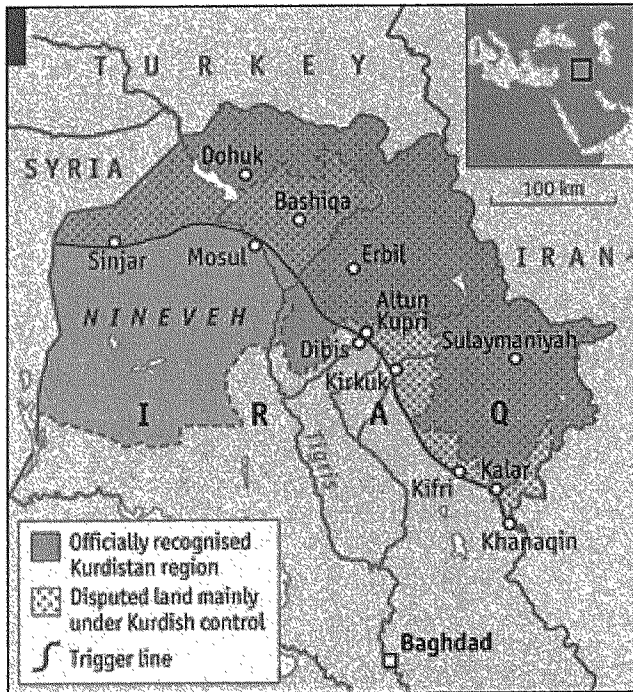 TURKEY
SYRIA
Dohuk
Bashiqa
100 km
Sinjar
Mosul
Erbil
IRAN
NINEVEH
Altun
Kupri
Dibis
Sulaymaniyah
Kirkuk
IRAQ
Tigris
Kifri
Kalar
Khanaqin
Officially recognised
Kurdistan region
Disputed land mainly
under Kurdish control
Trigger line
Baghdad